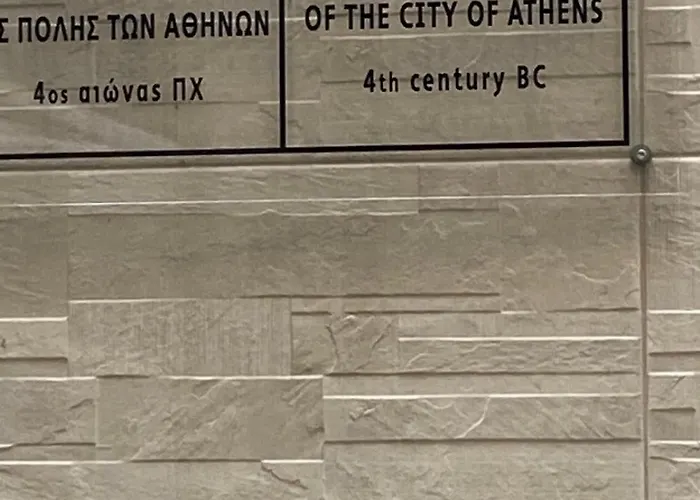 Σ ΠΟΛΗΣ ΤΩΝ ΑΘΗΝΩΝ
4ος αιώνας ΠΧ
OF THE CITY OF ATHENS
4th century BC